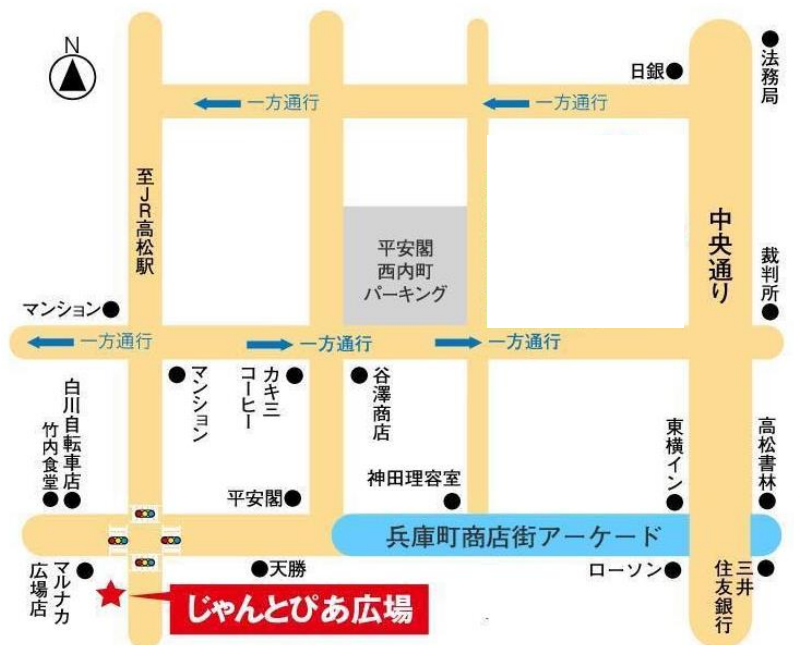 N
日銀
法務局
一方通行
一方通行
至JR高松駅
平安閣
西内町
パーキング
中央通り
裁判所
マンション
一方通行
一方通行
一方通行
白川自転車店
竹内食堂
マンション
カキ三
コーヒー
谷澤商店
東横イン
高松書林
平安閣
神田理容室
兵庫町商店街アーケード
マルナカ
広場店
天勝
ローソン
三井
住友銀行
じゃんとぴあ広場